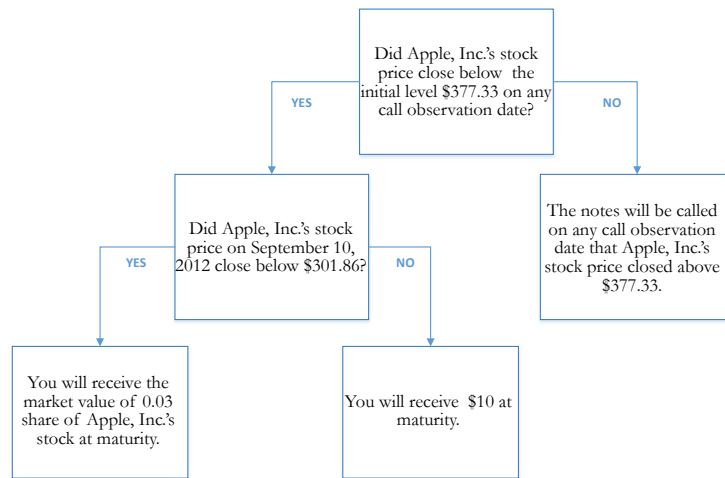 Did Apple, Inc.'s stock
price close below the
initial level $377.33 on any
call observation date?
YES
NO
Did Apple, Inc.'s stock
price on September 10,
2012 close below $301.86?
The notes will be called
on any call observation
date that Apple, Inc.'s
stock price closed above
$377.33.
YES
NO
You will receive the
market value of 0.03
share of Apple, Inc.'s
stock at maturity.
You will receive $10 at
maturity.